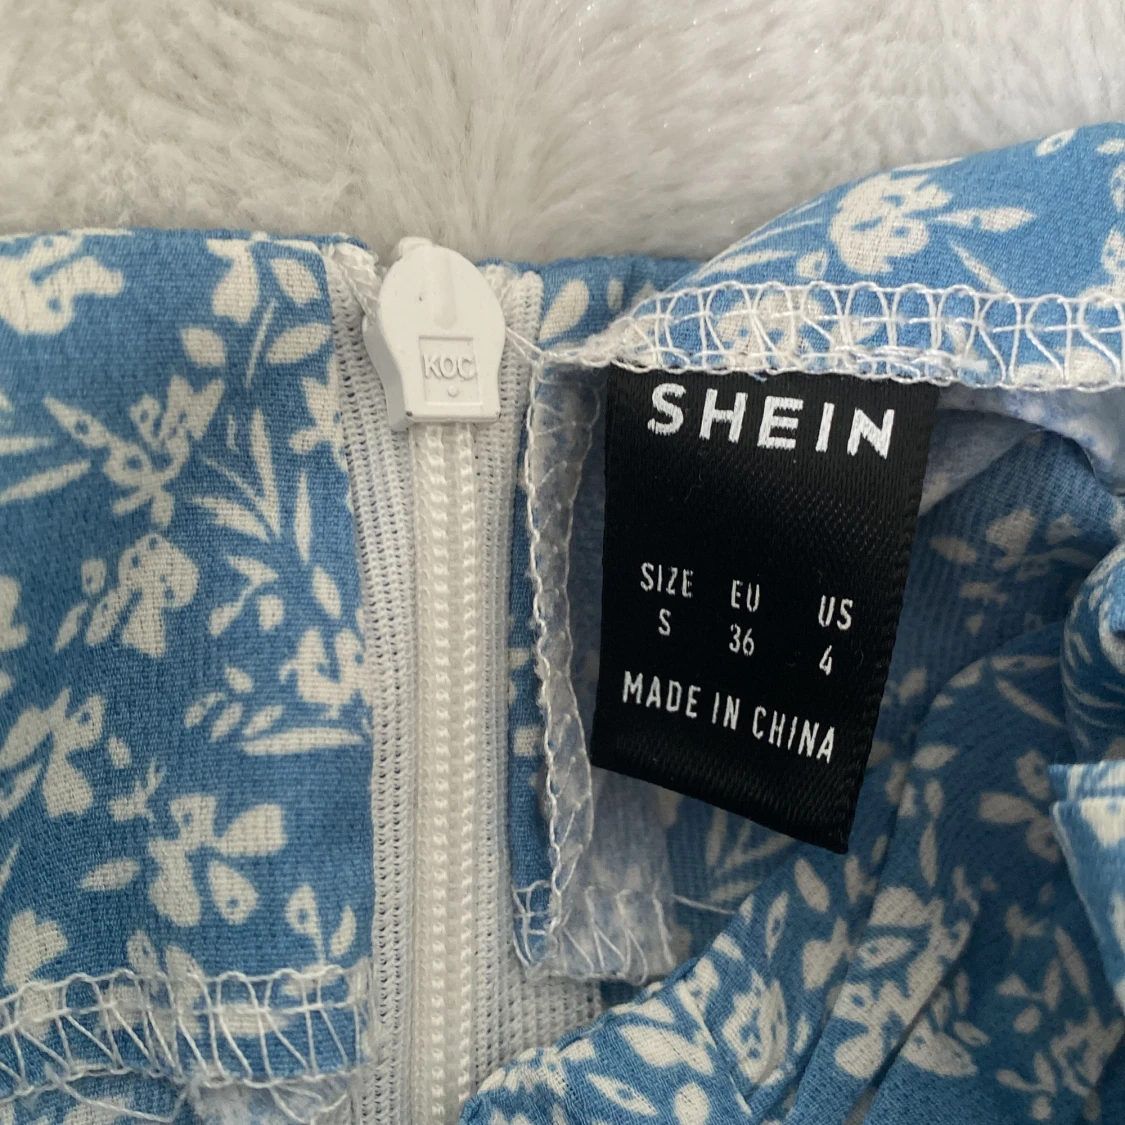 KOC
SHEIN
SIZE EU US
S 36 4
MADE IN CHINA